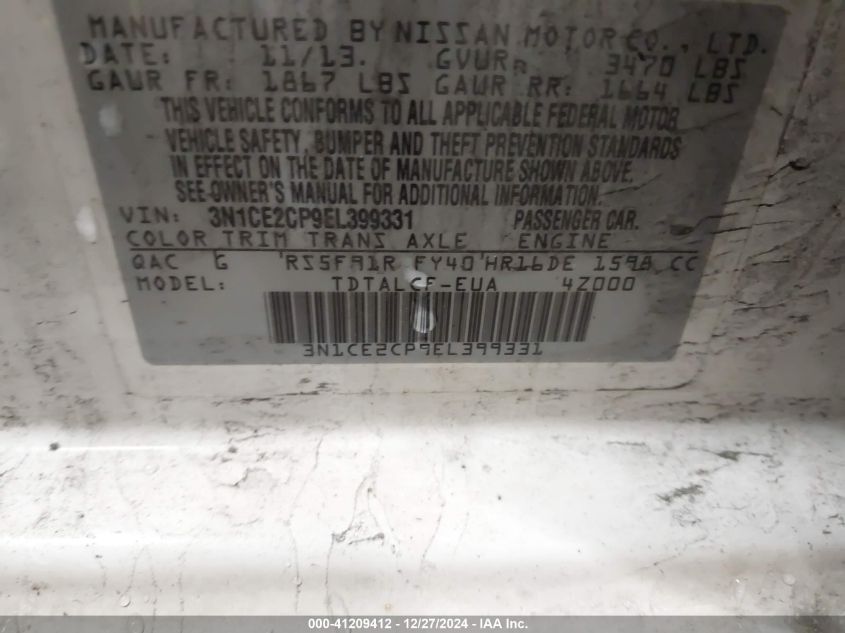 MANUFACTURED BY NISSAN MOTOR CO., LTD.
DATE: 11/13. GVWR: 3470 LBS
GAWR FR: 1867 LBS GAWR RR: 1664 LBS
THIS VEHICLE CONFORMS TO ALL APPLICABLE FEDERAL MOTOR
VEHICLE SAFETY, BUMPER AND THEFT PREVENTION STANDARDS
IN EFFECT ON THE DATE OF MANUFACTURE SHOWN ABOVE.
SEE OWNER'S MANUAL FOR ADDITIONAL INFORMATION.
VIN: 3N1CE2CP9EL399331 PASSENGER CAR.
COLOR TRIM TRANS AXLE ENGINE
QAC G RS5F91R FY40 HR16DE 1598 CC
MODEL: TDTALCF-EUA 4Z000
3N1CE2CP9EL399331
000-41209412 - 12/27/2024 - IAA Inc.